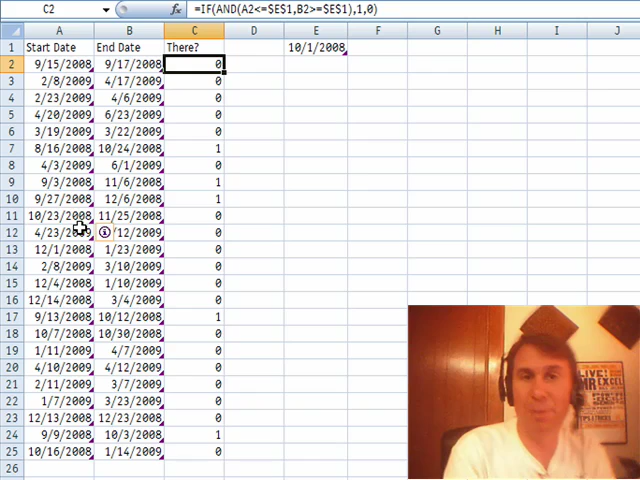 C2 fx =IF(AND(A2<=$E$1,B2>=$E$1),1,0)
A B C D E F G H I J
1 Start Date End Date There? 10/1/2008
2 9/15/2008 9/17/2008 0
3 2/8/2009 4/17/2009 0
4 2/23/2009 4/6/2009 0
5 4/20/2009 6/23/2009 0
6 3/19/2009 3/22/2009 0
7 8/16/2008 10/24/2008 1
8 4/3/2009 6/1/2009 0
9 9/3/2008 11/6/2008 1
10 9/27/2008 12/6/2008 1
11 10/23/2008 11/25/2008 0
12 4/23/2009 /12/2009 0
13 12/1/2008 1/23/2009 0
14 2/8/2009 3/10/2009 0
15 12/4/2008 1/10/2009 0
16 12/14/2008 3/4/2009 0
17 9/13/2008 10/12/2008 1
18 10/7/2008 10/30/2008 0
19 1/11/2009 4/7/2009 0
20 4/10/2009 4/12/2009 0
21 2/11/2009 3/7/2009 0
22 1/7/2009 3/23/2009 0
23 12/13/2008 12/23/2008 0
24 9/9/2008 10/3/2008 1
25 10/16/2008 1/14/2009 0
26
LIVE!
MR EXCEL